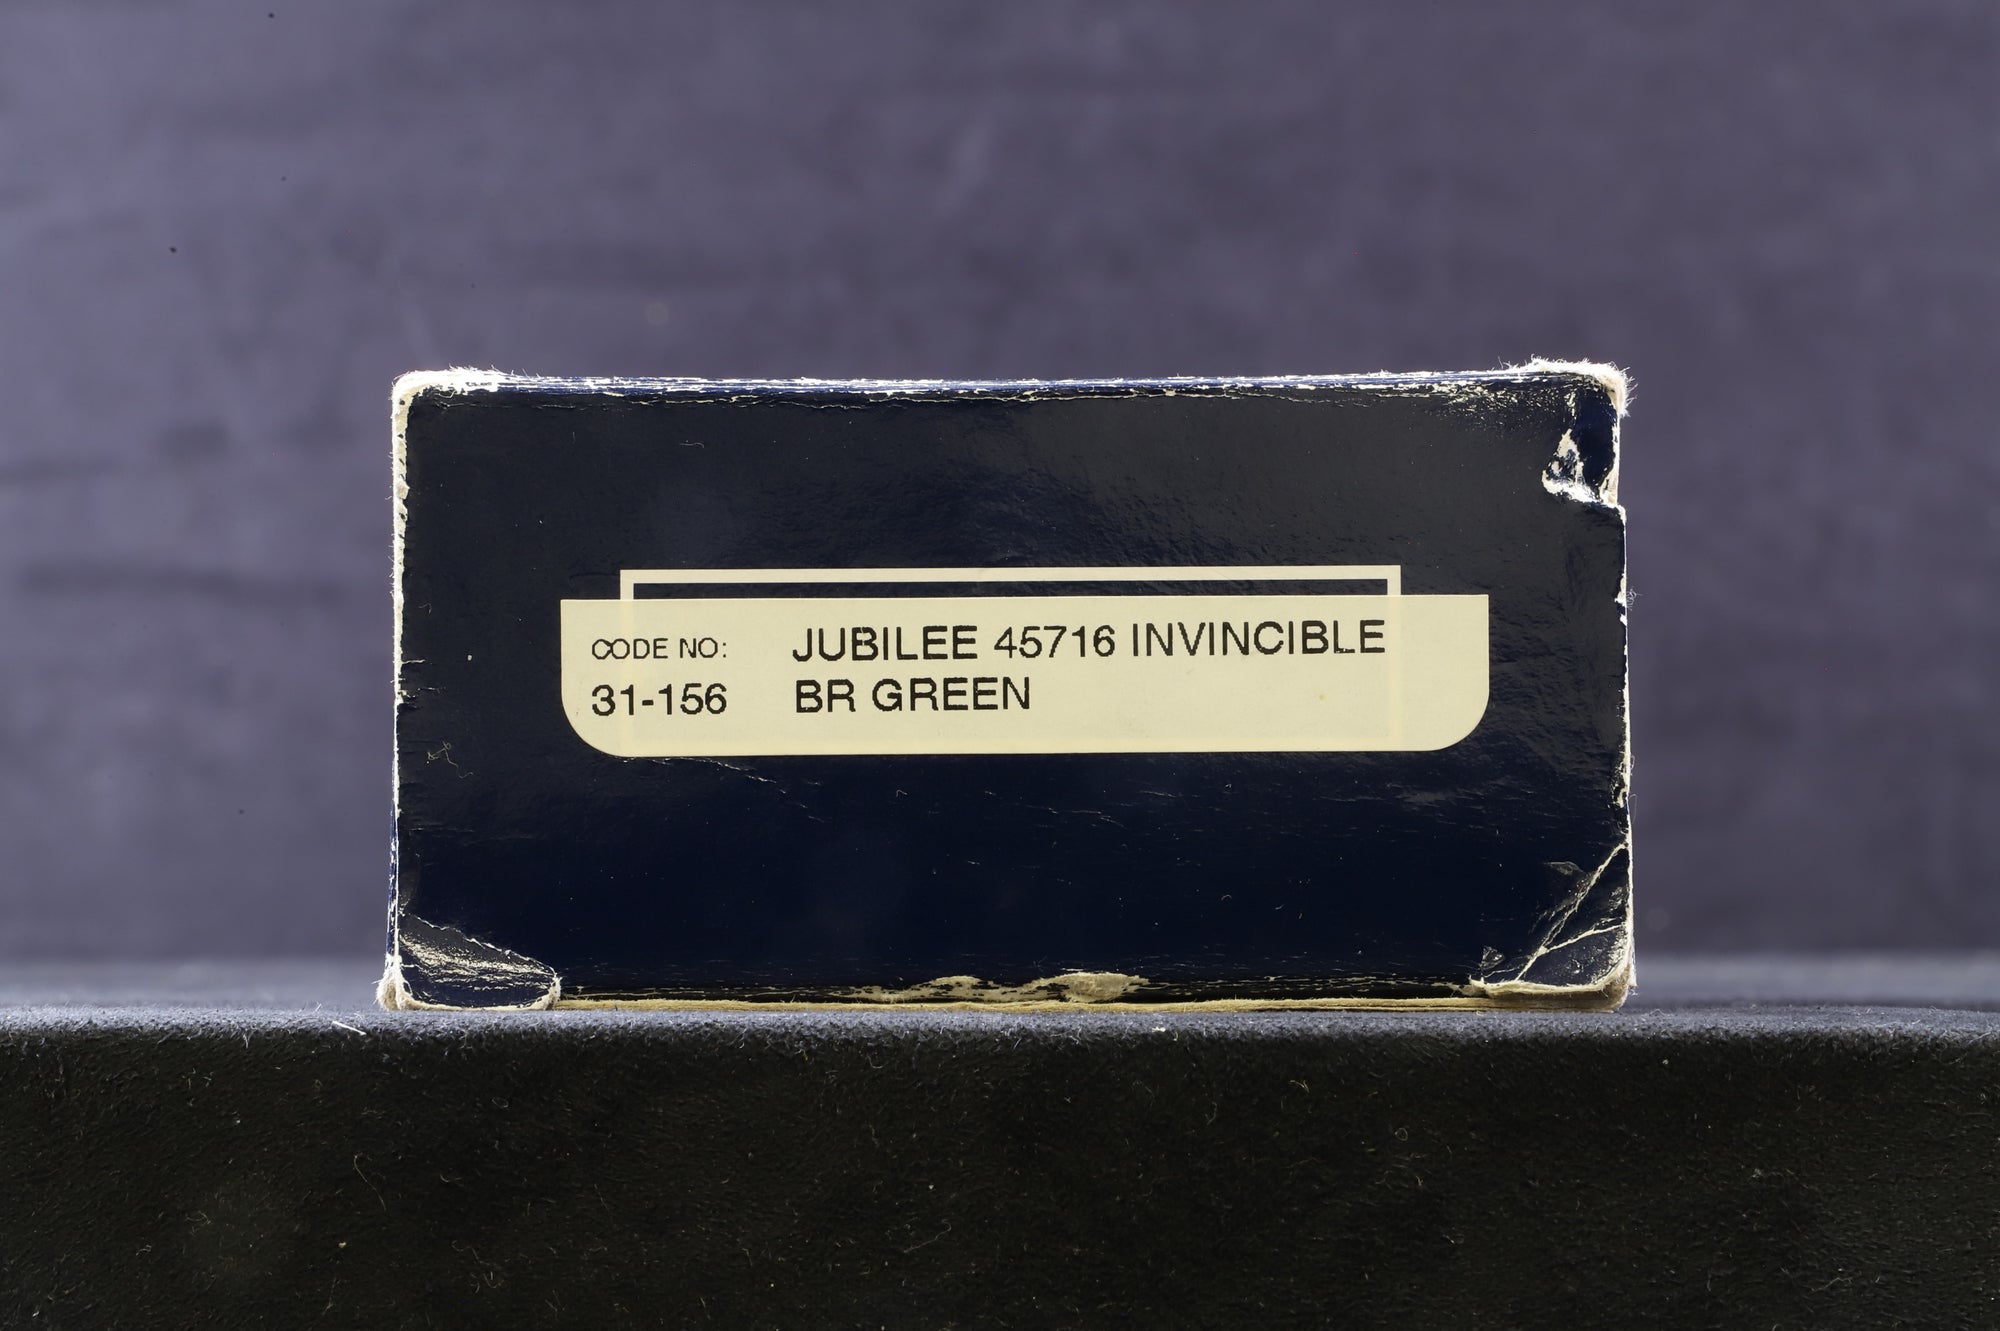 CODE NO: JUBILEE 45716 INVINCIBLE
31-156 BR GREEN